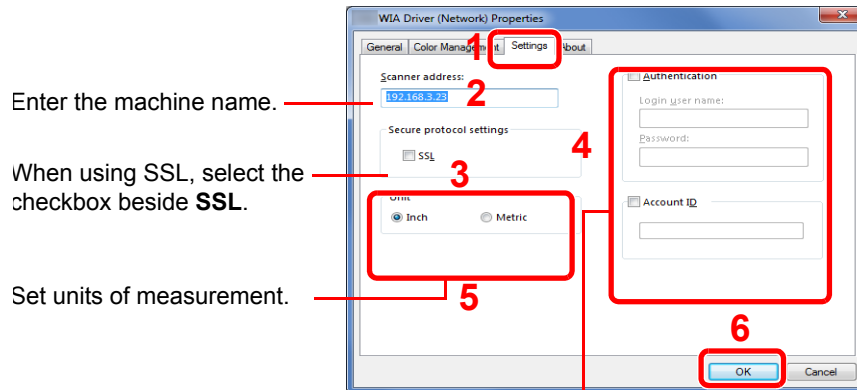 WIA Driver (Network) Properties
1
General Color Management Settings About
Scanner address:
192.168.3.23
2
Enter the machine name.
Secure protocol settings
SSL
3
When using SSL, select the
checkbox beside SSL.
4
Authentication
Login user name:
Password:
Unit
Inch Metric
Account ID
Set units of measurement.
5
6
OK Cancel